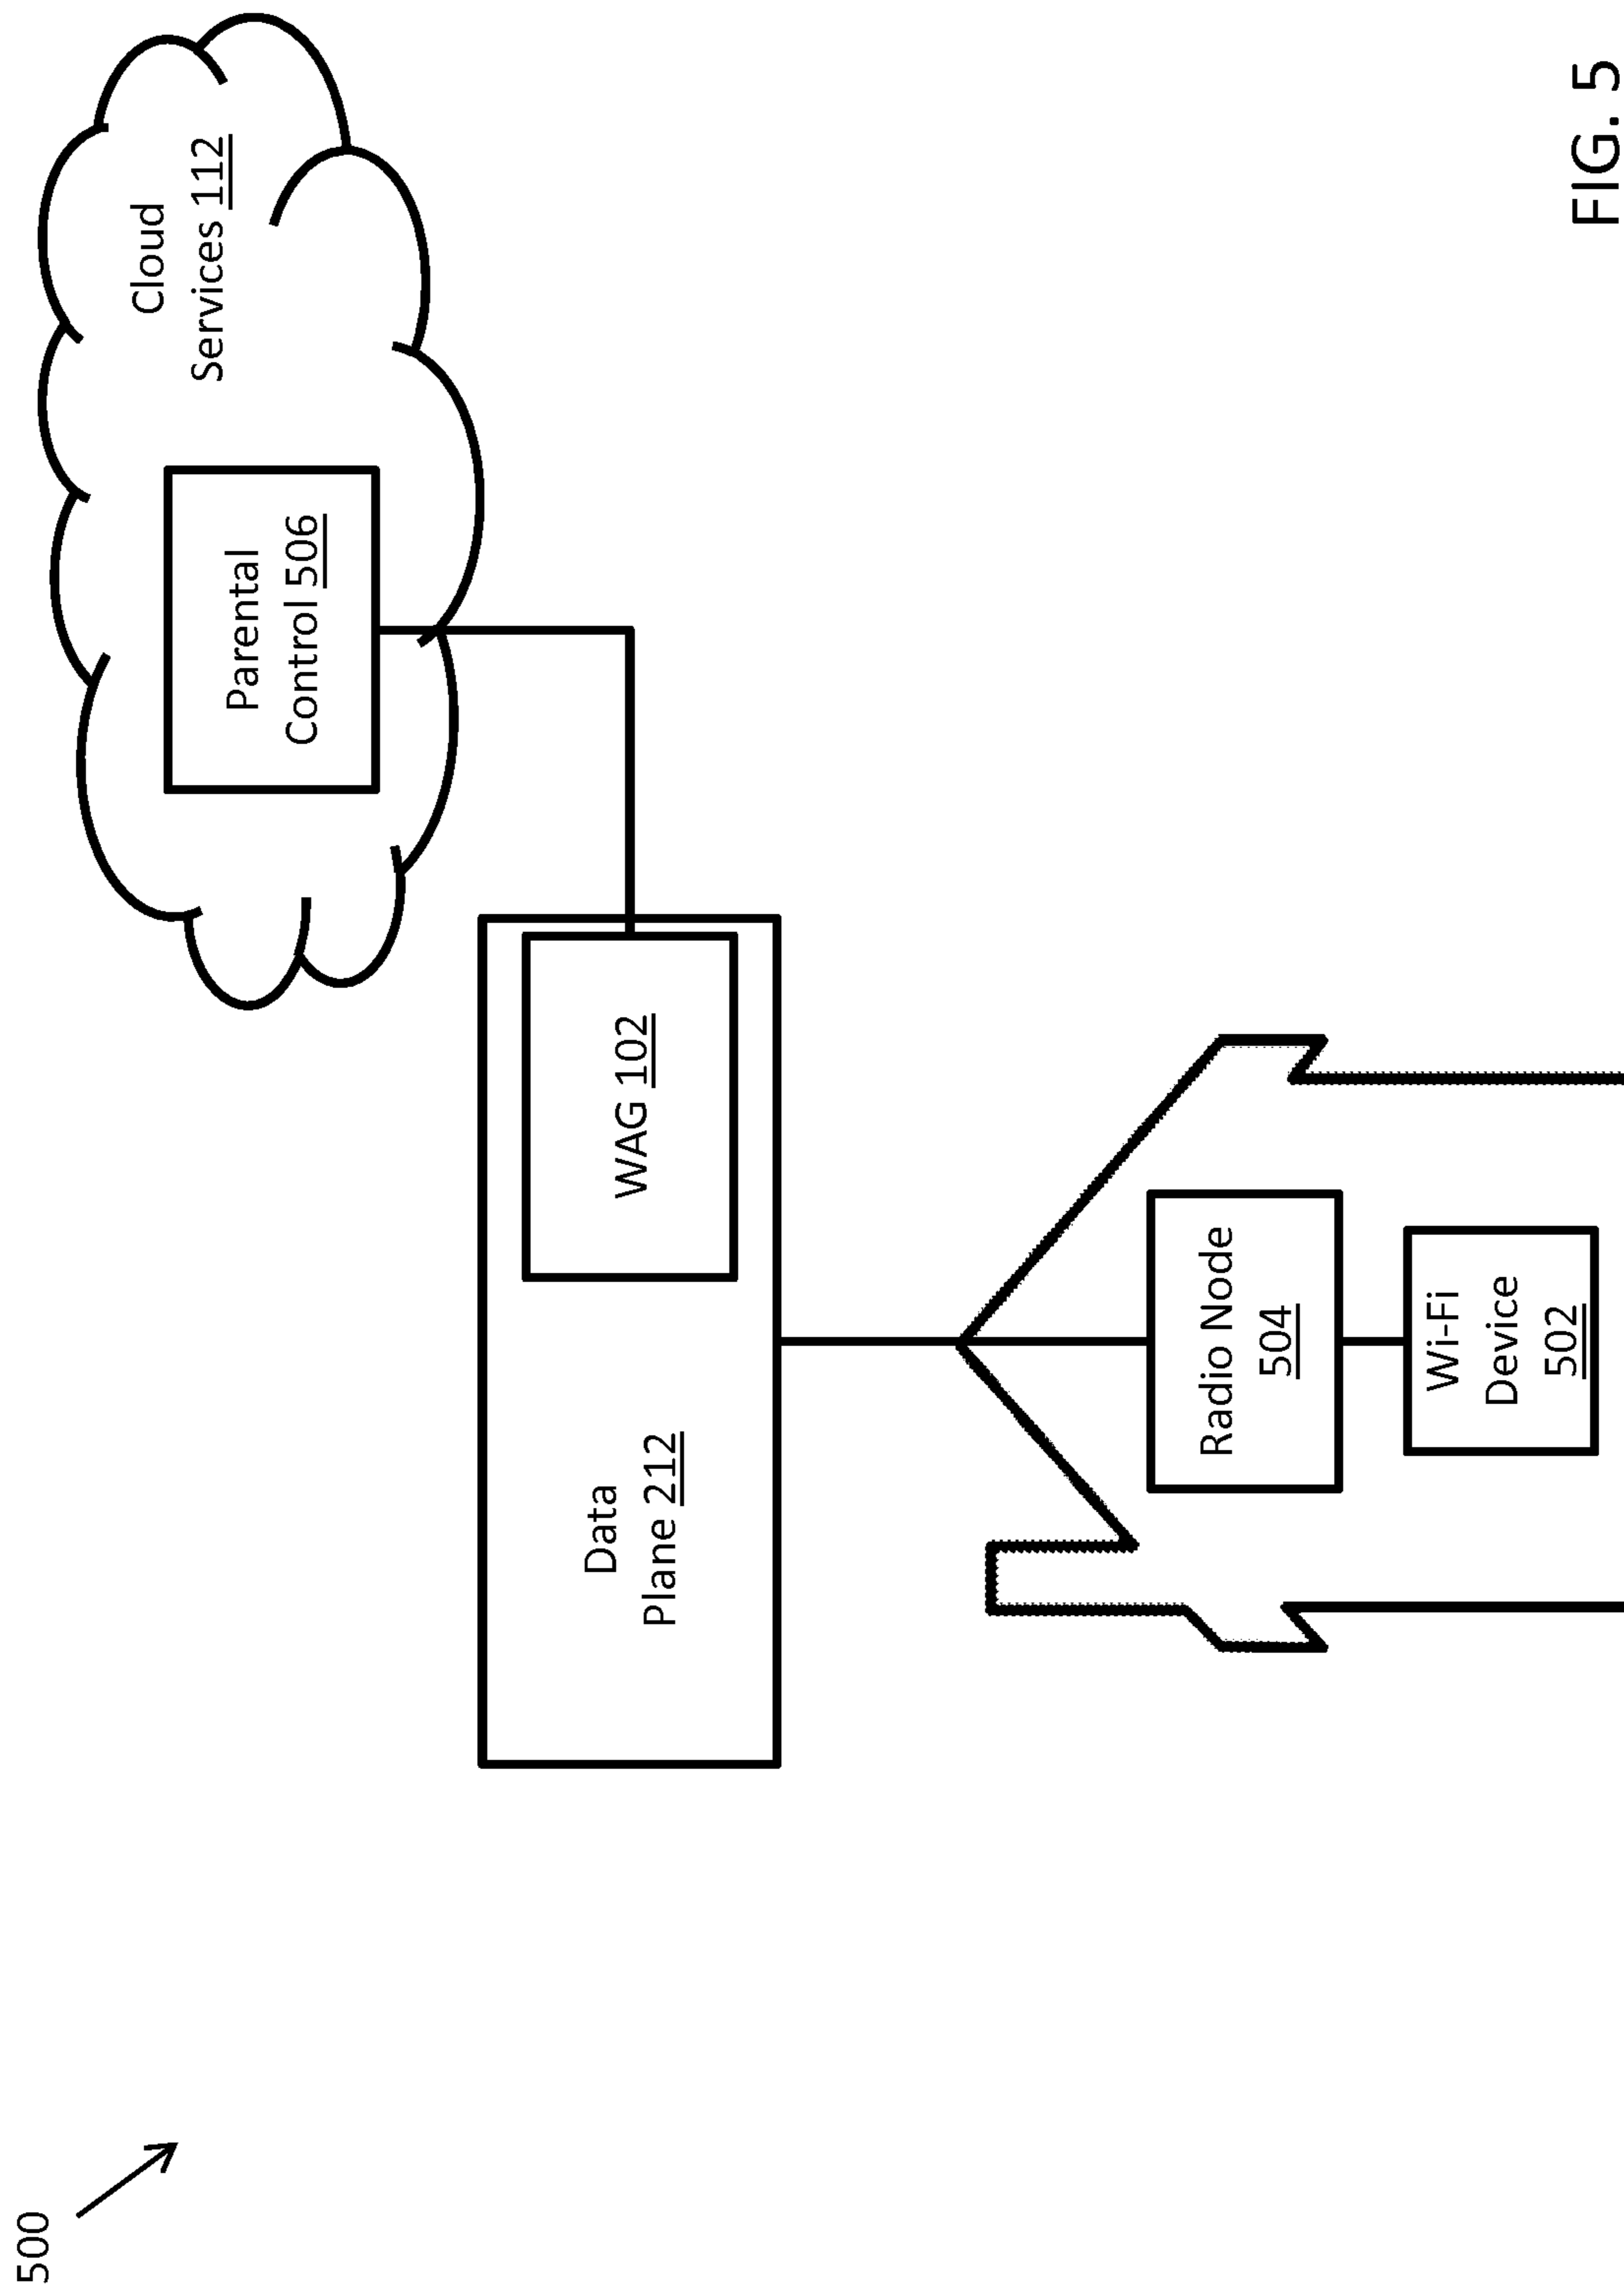 500
Cloud
Services 112
Parental
Control 506
Data
Plane 212
WAG 102
Radio Node
504
Wi-Fi
Device
502
FIG. 5